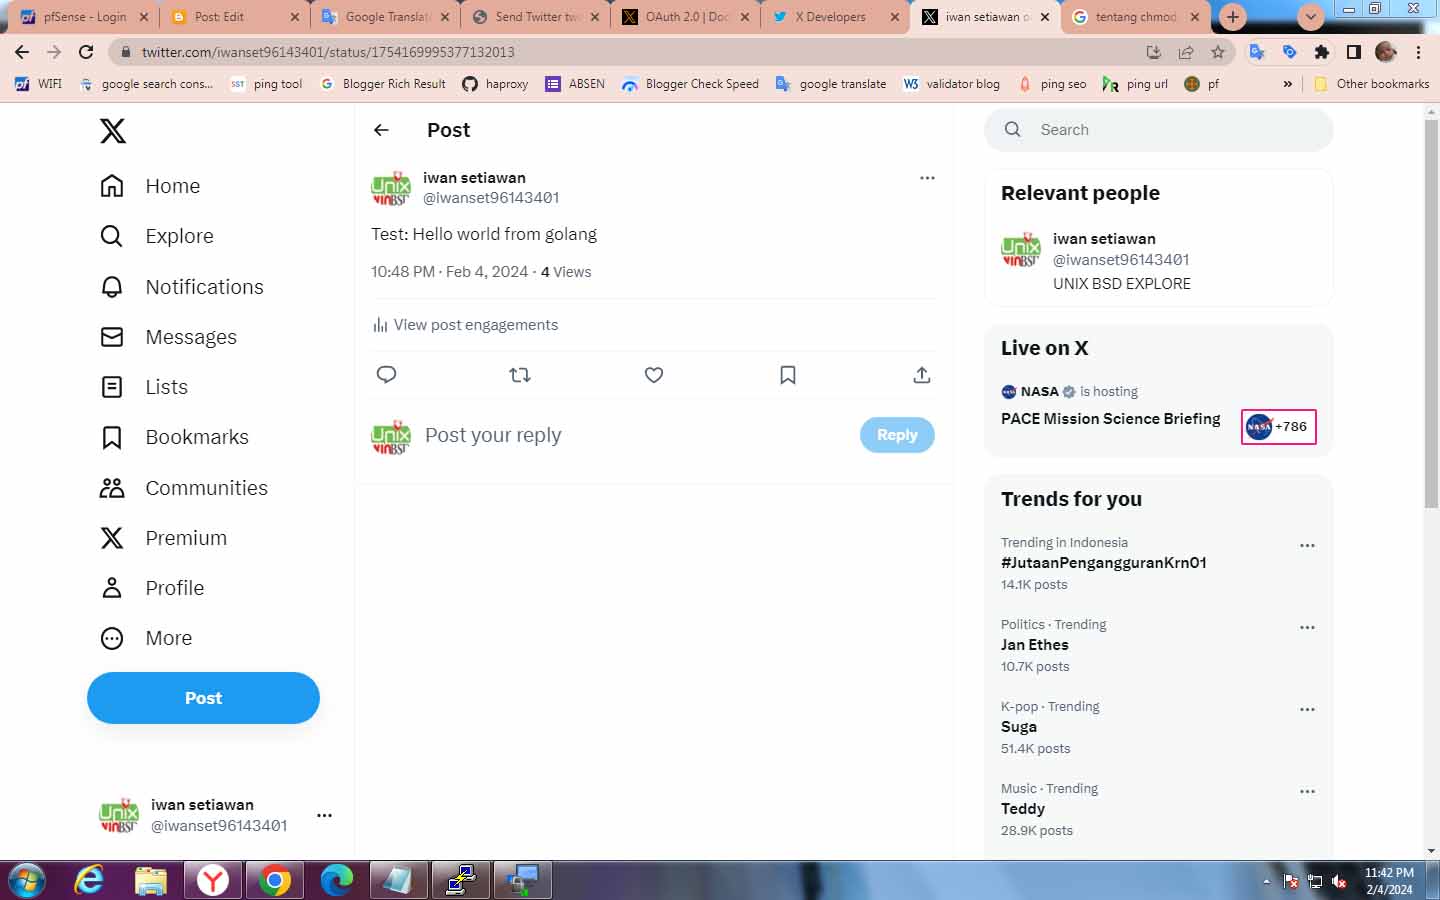 pfSense - Login
Post: Edit
Google Translat
Send Twitter tw
OAuth 2.0 | Doc
X Developers
iwan setiawan
tentang chmod
twitter.com/iwanset96143401/status/1754169995377132013
WIFI
google search cons...
SST
ping tool
Blogger Rich Result
haproxy
ABSEN
Blogger Check Speed
google translate
W3
validator blog
ping seo
ping url
pf
»
Other bookmarks
Home
Explore
Notifications
Messages
Lists
Bookmarks
Communities
Premium
Profile
More
Post
iwan setiawan
@iwanset96143401
Post
iwan setiawan
@iwanset96143401
Test: Hello world from golang
10:48 PM · Feb 4, 2024 · 4 Views
View post engagements
Post your reply
Reply
Search
Relevant people
iwan setiawan
@iwanset96143401
UNIX BSD EXPLORE
Live on X
NASA is hosting
PACE Mission Science Briefing
NASA +786
Trends for you
Trending in Indonesia
#JutaanPengangguranKrn01
14.1K posts
Politics · Trending
Jan Ethes
10.7K posts
K-pop · Trending
Suga
51.4K posts
Music · Trending
Teddy
28.9K posts
11:42 PM
2/4/2024